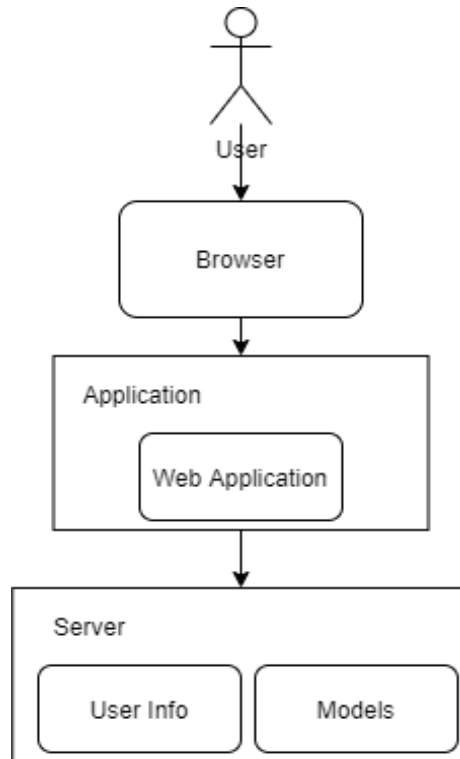 User
Browser
Application
Web Application
Server
User Info
Models